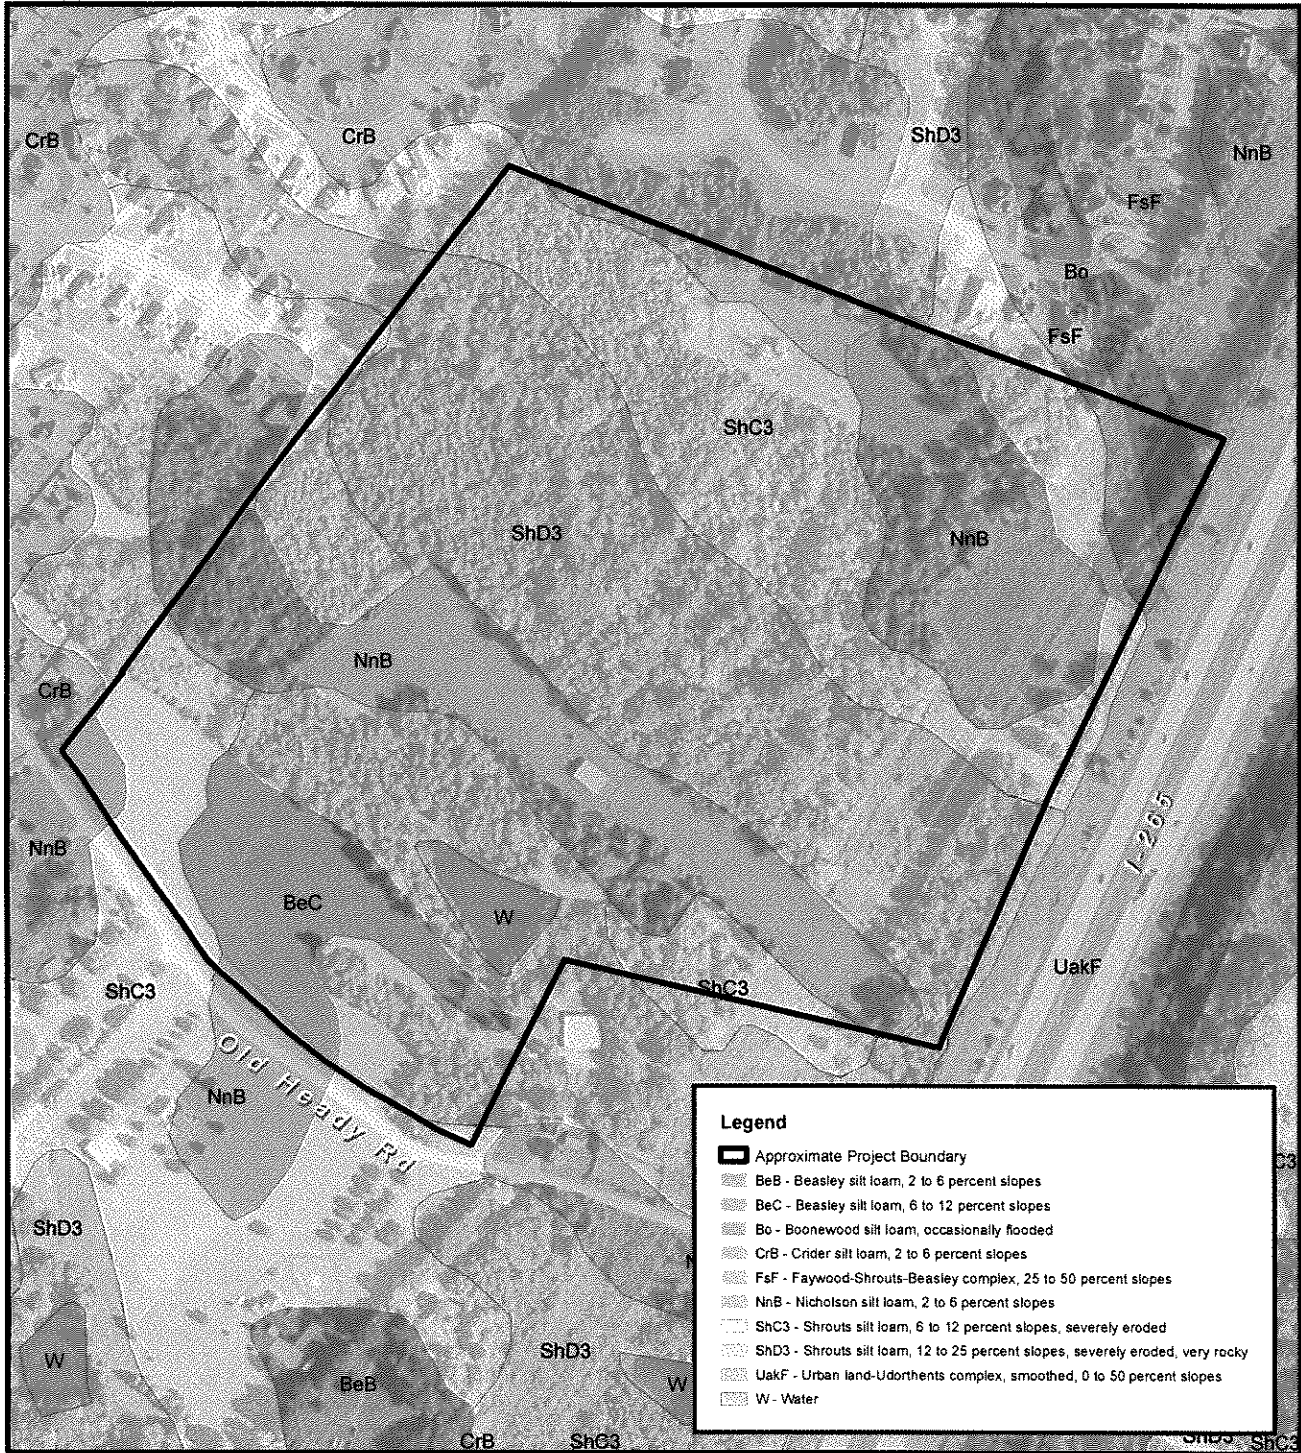 CrB
CrB
ShD3
NnB
FsF
Bo
FsF
ShC3
ShD3
NnB
NnB
CrB
NnB
BeC
W
I-265
UakF
ShC3
ShC3
Old Heady Rd
NnB
ShD3
W
BeB
ShD3
W
CrB
ShC3
ShD3
ShC3
Legend
Approximate Project Boundary
BeB - Beasley silt loam, 2 to 6 percent slopes
BeC - Beasley silt loam, 6 to 12 percent slopes
Bo - Boonewood silt loam, occasionally flooded
CrB - Crider silt loam, 2 to 6 percent slopes
FsF - Faywood-Shrouts-Beasley complex, 25 to 50 percent slopes
NnB - Nicholson silt loam, 2 to 6 percent slopes
ShC3 - Shrouts silt loam, 6 to 12 percent slopes, severely eroded
ShD3 - Shrouts silt loam, 12 to 25 percent slopes, severely eroded, very rocky
UakF - Urban land-Udorthents complex, smoothed, 0 to 50 percent slopes
W - Water